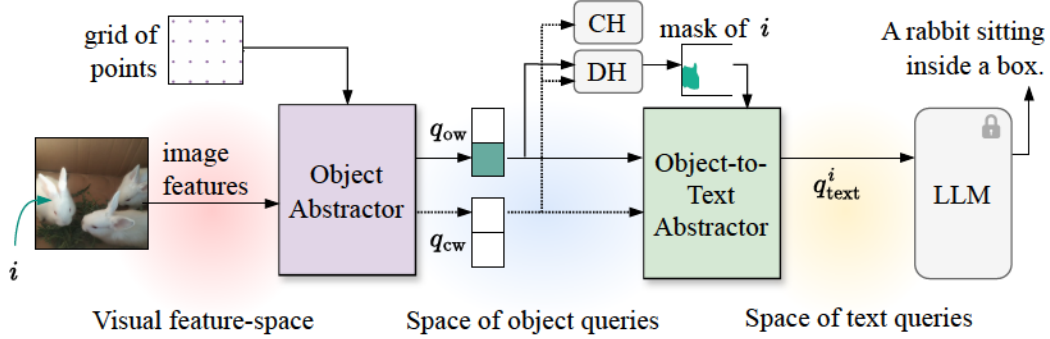 grid of
points
image
features
i
Object
Abstractor
q_ow
q_cw
CH
DH
mask of i
Object-to-
Text
Abstractor
q^i_text
LLM
A rabbit sitting
inside a box.
Visual feature-space
Space of object queries
Space of text queries